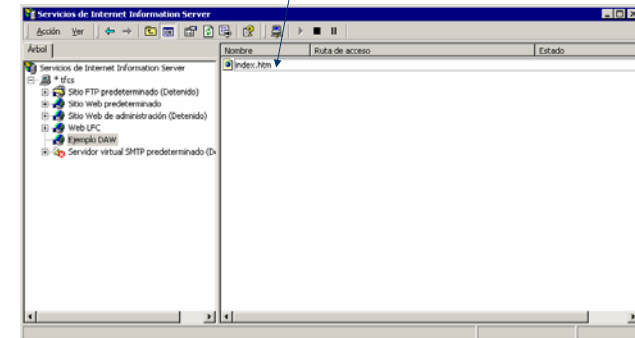 Servicios de Internet Information Server
Acción Ver
Árbol
Nombre Ruta de acceso Estado
Servicios de Internet Information Server
* tfcs
Sitio FTP predeterminado (Detenido)
Sitio Web predeterminado
Sitio Web de administración (Detenido)
Web LFC
Ejemplo DAW
Servidor virtual SMTP predeterminado (D
index.htm